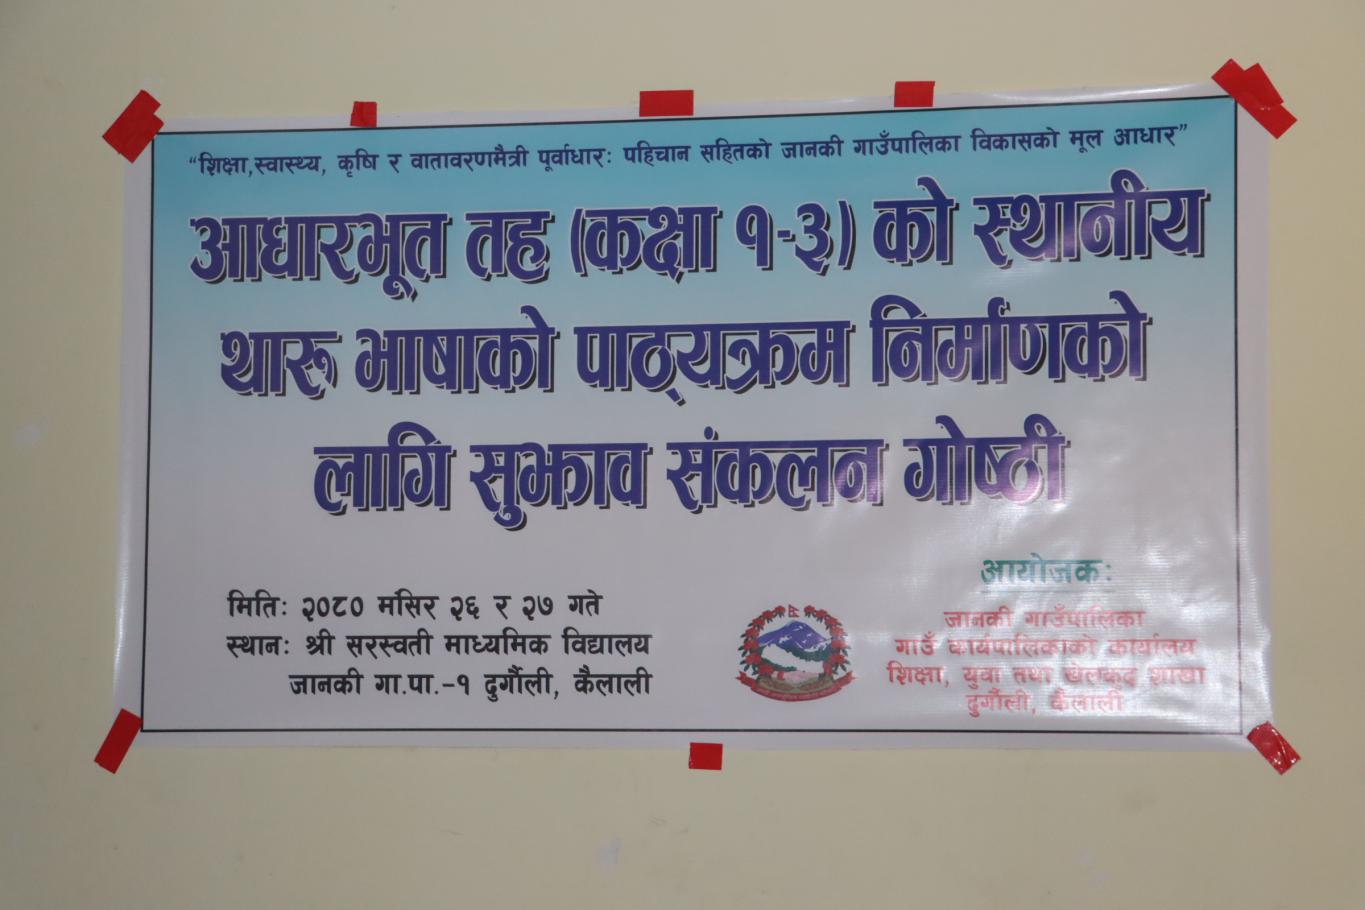 “शिक्षा,स्वास्थ्य, कृषि र वातावरणमैत्री पूर्वाधारः पहिचान सहितको जानकी गाउँपालिका विकासको मूल आधार”
आधारभूत तह (कक्षा १-३) को स्थानीय
थारू भाषाको पाठ्यक्रम निर्माणको
लागि सुझाव संकलन गोष्ठी
मितिः २०८० मंसिर २६ र २७ गते
स्थानः श्री सरस्वती माध्यमिक विद्यालय
जानकी गा.पा.-१ दुर्गौली, कैलाली
आयोजकः
जानकी गाउँपालिका
गाउँ कार्यपालिकाको कार्यालय
शिक्षा, युवा तथा खेलकुद शाखा
दुर्गौली, कैलाली